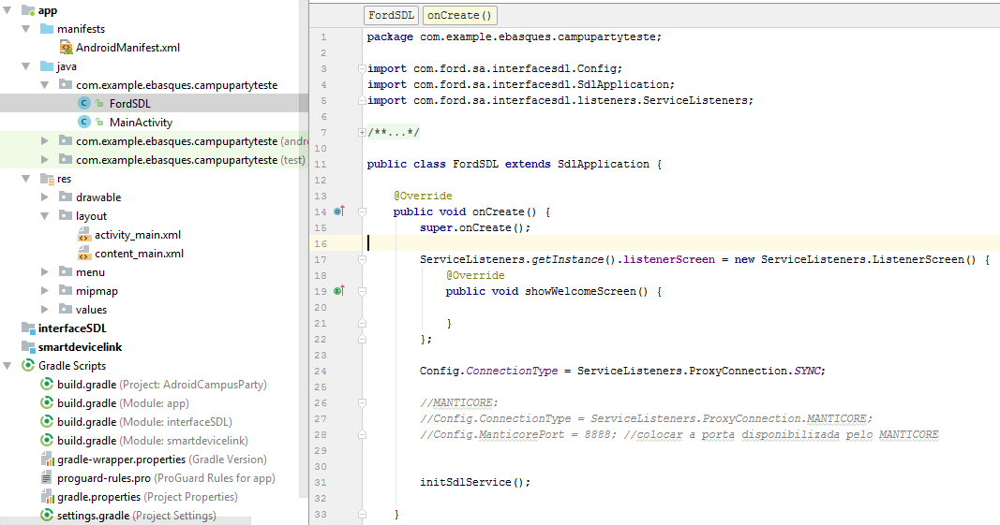 app
manifests
AndroidManifest.xml
java
com.example.ebasques.campupartyteste
FordSDL
MainActivity
com.example.ebasques.campupartyteste (andr
com.example.ebasques.campupartyteste (test)
res
drawable
layout
activity_main.xml
content_main.xml
menu
mipmap
values
interfaceSDL
smartdevicelink
Gradle Scripts
build.gradle (Project: AdroidCampusParty)
build.gradle (Module: app)
build.gradle (Module: interfaceSDL)
build.gradle (Module: smartdevicelink)
gradle-wrapper.properties (Gradle Version)
proguard-rules.pro (ProGuard Rules for app)
gradle.properties (Project Properties)
settings.gradle (Project Settings)
FordSDL onCreate()
1 package com.example.ebasques.campupartyteste;
2
3 import com.ford.sa.interfacesdl.Config;
4 import com.ford.sa.interfacesdl.SdlApplication;
5 import com.ford.sa.interfacesdl.listeners.ServiceListeners;
6
7 /**...*/
10
11 public class FordSDL extends SdlApplication {
12
13 @Override
14 public void onCreate() {
15 super.onCreate();
16
17 ServiceListeners.getInstance().listenerScreen = new ServiceListeners.ListenerScreen() {
18 @Override
19 public void showWelcomeScreen() {
20
21 }
22 };
23
24 Config.ConnectionType = ServiceListeners.ProxyConnection.SYNC;
25
26 //MANTICORE:
27 //Config.ConnectionType = ServiceListeners.ProxyConnection.MANTICORE;
28 //Config.ManticorePort = 8888; //colocar a porta disponibilizada pelo MANTICORE
29
30
31 initSdlService();
32
33 }